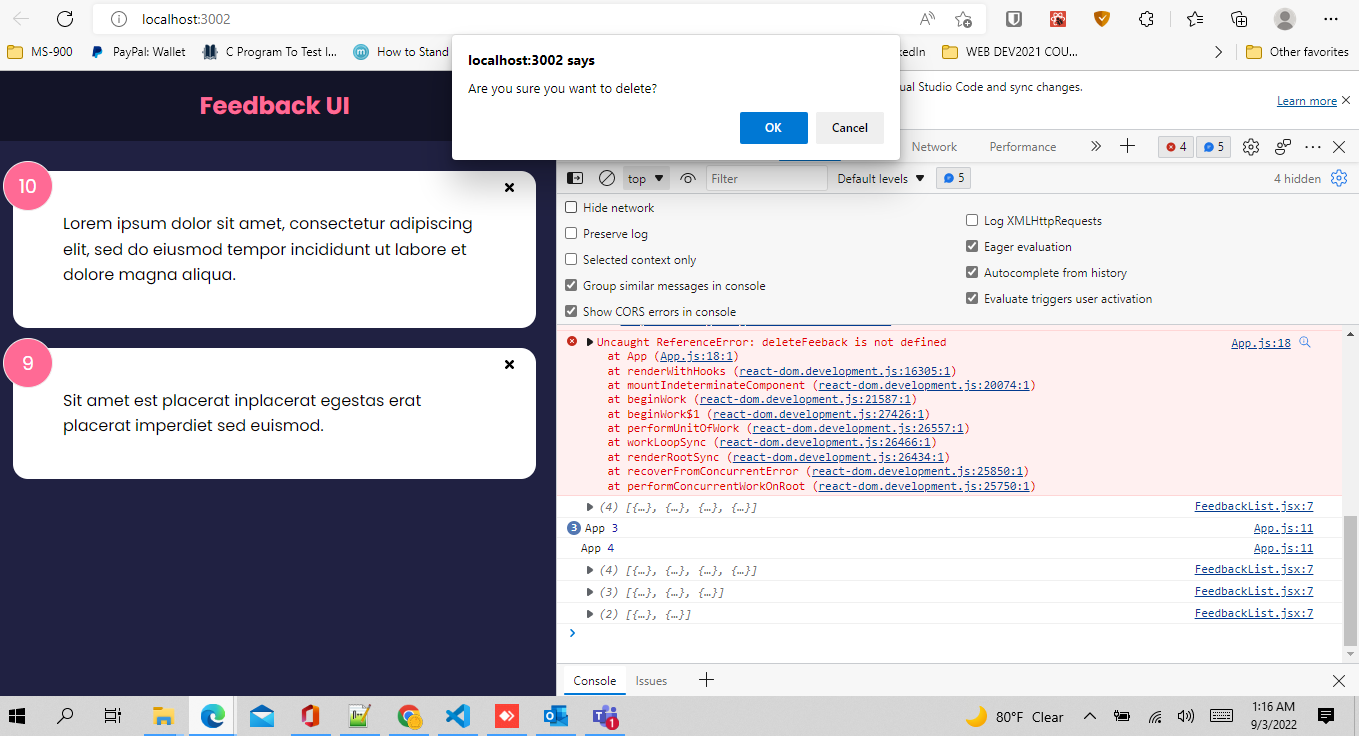 localhost:3002
MS-900
PayPal: Wallet
C Program To Test I...
How to Stand
kedIn
WEB DEV2021 COU...
Other favorites
localhost:3002 says
Are you sure you want to delete?
OK
Cancel
ual Studio Code and sync changes.
Learn more
Feedback UI
Network
Performance
4
5
top
Filter
Default levels
5
4 hidden
Hide network
Preserve log
Selected context only
Group similar messages in console
Show CORS errors in console
Log XMLHttpRequests
Eager evaluation
Autocomplete from history
Evaluate triggers user activation
10
Lorem ipsum dolor sit amet, consectetur adipiscing
elit, sed do eiusmod tempor incididunt ut labore et
dolore magna aliqua.
9
Sit amet est placerat inplacerat egestas erat
placerat imperdiet sed euismod.
Uncaught ReferenceError: deleteFeeback is not defined App.js:18
at App (App.js:18:1)
at renderWithHooks (react-dom.development.js:16305:1)
at mountIndeterminateComponent (react-dom.development.js:20074:1)
at beginWork (react-dom.development.js:21587:1)
at beginWork$1 (react-dom.development.js:27426:1)
at performUnitOfWork (react-dom.development.js:26557:1)
at workLoopSync (react-dom.development.js:26466:1)
at renderRootSync (react-dom.development.js:26434:1)
at recoverFromConcurrentError (react-dom.development.js:25850:1)
at performConcurrentWorkOnRoot (react-dom.development.js:25750:1)
(4) [{…}, {…}, {…}, {…}] FeedbackList.jsx:7
3 App 3 App.js:11
App 4 App.js:11
(4) [{…}, {…}, {…}, {…}] FeedbackList.jsx:7
(3) [{…}, {…}, {…}] FeedbackList.jsx:7
(2) [{…}, {…}] FeedbackList.jsx:7
Console
Issues
1
80°F Clear
1:16 AM
9/3/2022